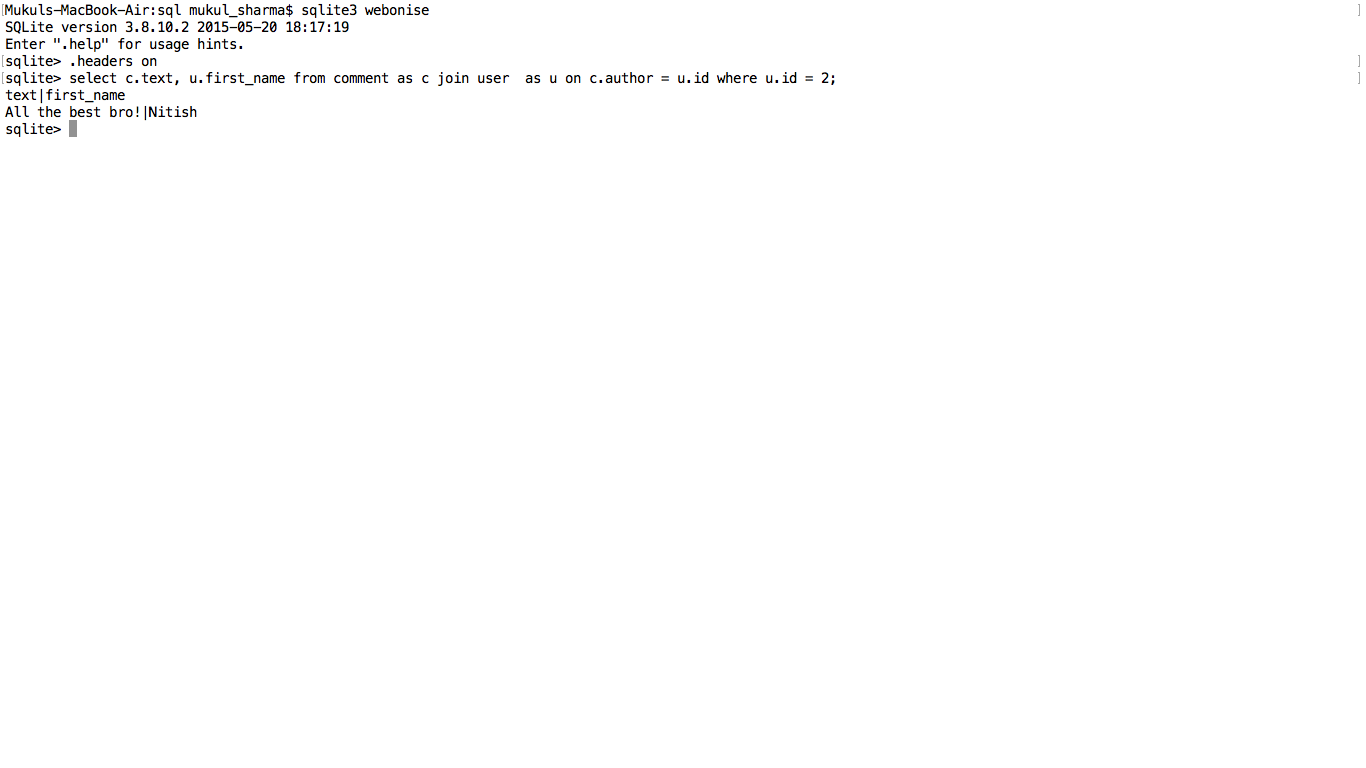 [Mukuls-MacBook-Air:sql mukul_sharma$ sqlite3 webonise ]
SQLite version 3.8.10.2 2015-05-20 18:17:19
Enter ".help" for usage hints.
[sqlite> .headers on ]
[sqlite> select c.text, u.first_name from comment as c join user  as u on c.author = u.id where u.id = 2; ]
text|first_name
All the best bro!|Nitish
sqlite>